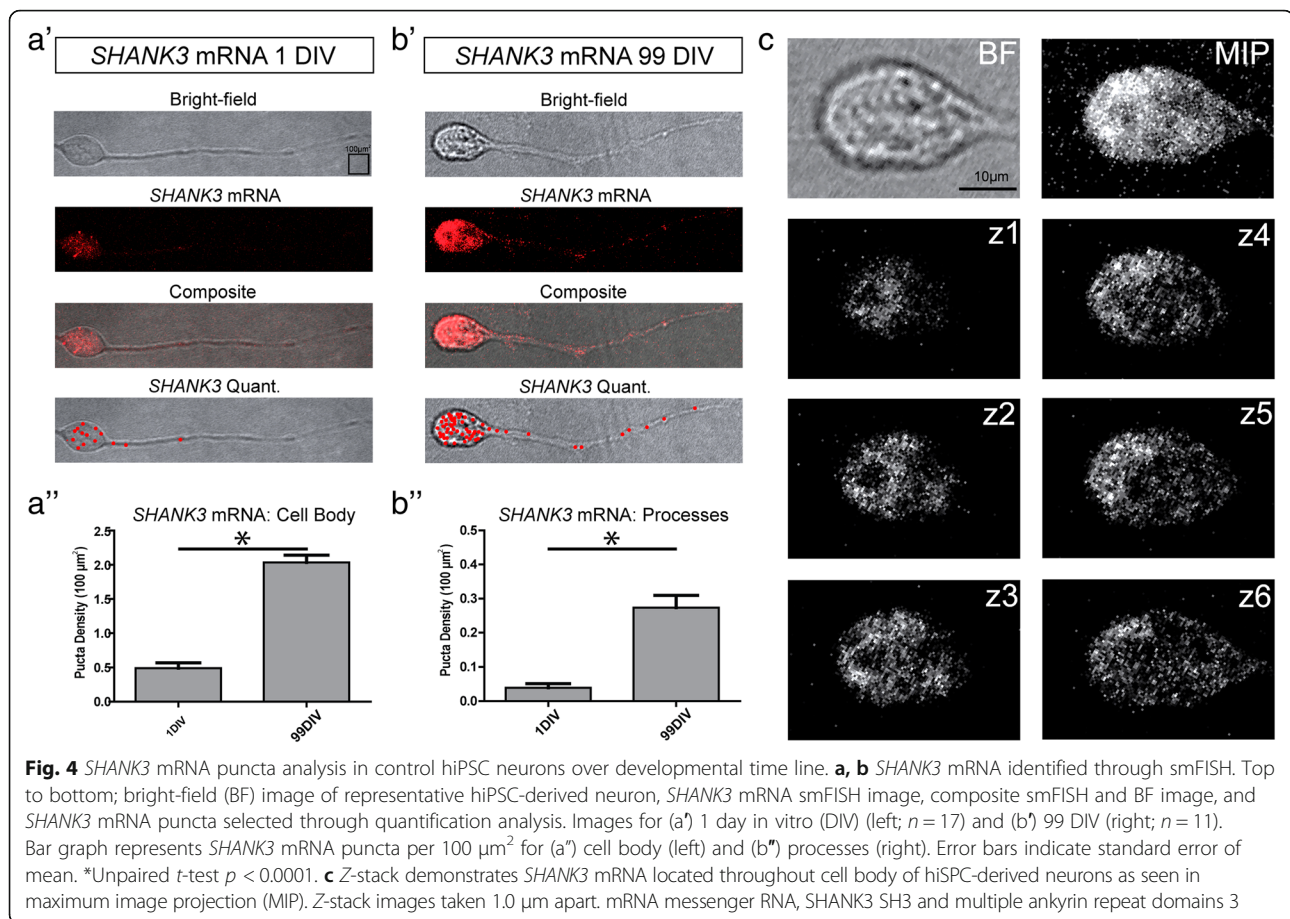 a'
SHANK3 mRNA 1 DIV
Bright-field
100µm²
SHANK3 mRNA
Composite
SHANK3 Quant.
b'
SHANK3 mRNA 99 DIV
Bright-field
SHANK3 mRNA
Composite
SHANK3 Quant.
a''
SHANK3 mRNA: Cell Body
*
Pucta Density (100 µm²)
2.5
2.0
1.5
1.0
0.5
0.0
1DIV
99DIV
b''
SHANK3 mRNA: Processes
*
Pucta Density (100 µm²)
0.5
0.4
0.3
0.2
0.1
0.0
1DIV
99DIV
c
BF
10µm
MIP
z1
z4
z2
z5
z3
z6
Fig. 4 SHANK3 mRNA puncta analysis in control hiPSC neurons over developmental time line. a, b SHANK3 mRNA identified through smFISH. Top
to bottom; bright-field (BF) image of representative hiPSC-derived neuron, SHANK3 mRNA smFISH image, composite smFISH and BF image, and
SHANK3 mRNA puncta selected through quantification analysis. Images for (a') 1 day in vitro (DIV) (left; n = 17) and (b') 99 DIV (right; n = 11).
Bar graph represents SHANK3 mRNA puncta per 100 µm² for (a") cell body (left) and (b") processes (right). Error bars indicate standard error of
mean. *Unpaired t-test p < 0.0001. c Z-stack demonstrates SHANK3 mRNA located throughout cell body of hiSPC-derived neurons as seen in
maximum image projection (MIP). Z-stack images taken 1.0 µm apart. mRNA messenger RNA, SHANK3 SH3 and multiple ankyrin repeat domains 3